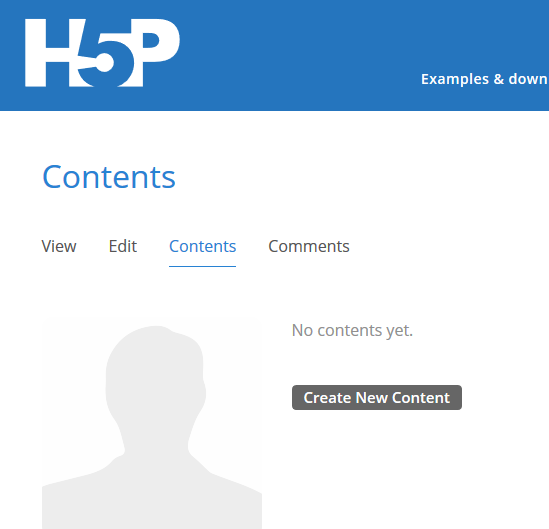 H5P
Examples & down
Contents
View Edit Contents Comments
No contents yet.
Create New Content